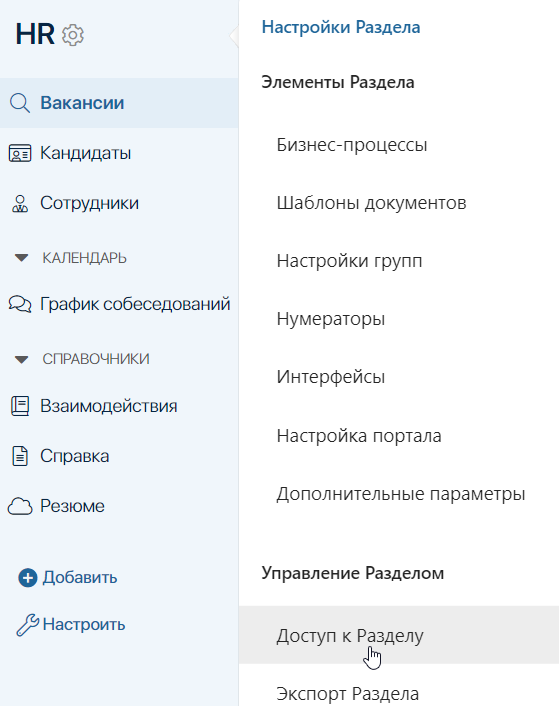 HR
Вакансии
Кандидаты
Сотрудники
КАЛЕНДАРЬ
График собеседований
СПРАВОЧНИКИ
Взаимодействия
Справка
Резюме
Добавить
Настроить
Настройки Раздела
Элементы Раздела
Бизнес-процессы
Шаблоны документов
Настройки групп
Нумераторы
Интерфейсы
Настройка портала
Дополнительные параметры
Управление Разделом
Доступ к Разделу
Экспорт Раздела